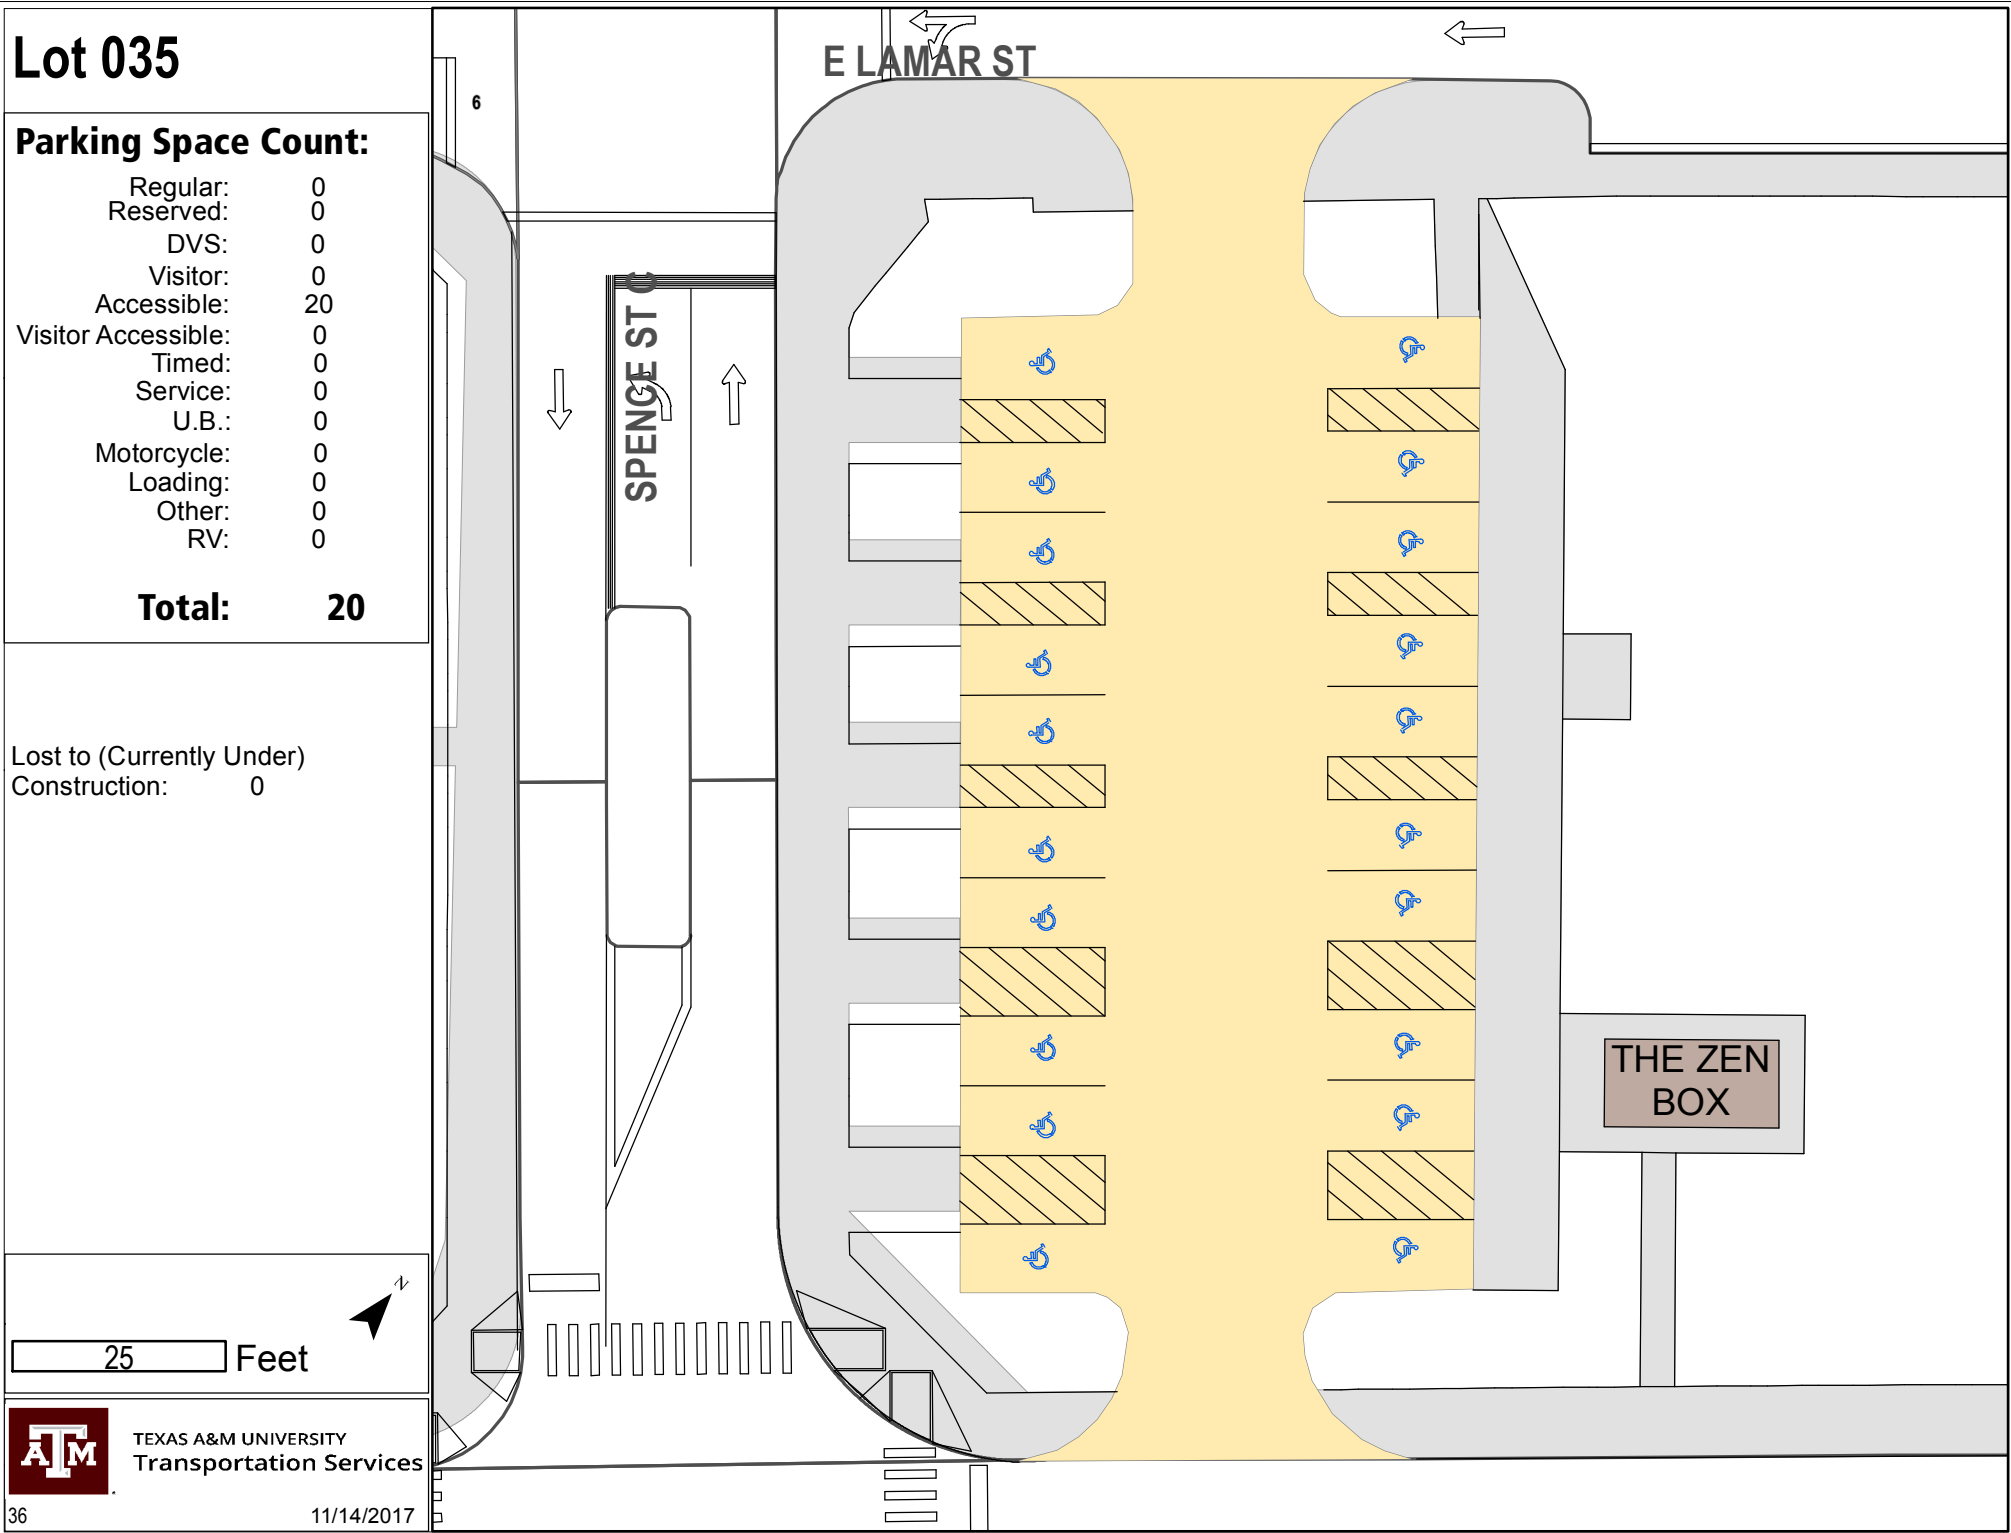 Lot 035
Parking Space Count:
Regular: 0
Reserved: 0
DVS: 0
Visitor: 0
Accessible: 20
Visitor Accessible: 0
Timed: 0
Service: 0
U.B.: 0
Motorcycle: 0
Loading: 0
Other: 0
RV: 0
Total: 20
Lost to (Currently Under)
Construction: 0
N
25 Feet
ATM
TEXAS A&M UNIVERSITY
Transportation Services
36 11/14/2017
6
E LAMAR ST
SPENCE ST C
THE ZEN
BOX